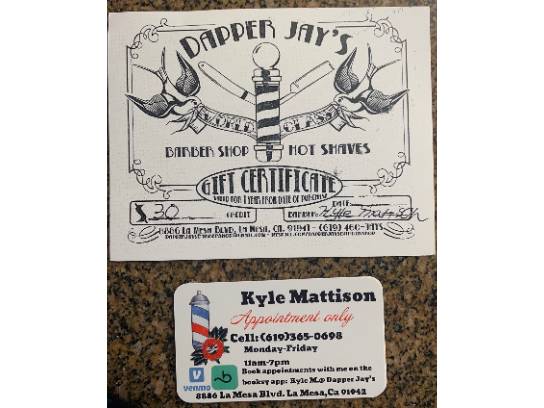 DAPPER JAY'S
WORLD CLASS
BARBER SHOP HOT SHAVES
GIFT CERTIFICATE
VALID FOR 1 YEAR FROM DATE OF PURCHASE
$ 30 CREDIT
DATE:
BARBER: Kyle Mattison
8886 LA MESA BLVD, LA MESA, CA. 91941 - (619) 460-JAYS
Kyle Mattison
Appointment only
Cell: (619)365-0698
Monday-Friday
11am-7pm
Book appointments with me on the
booksy app: Kyle M.@ Dapper Jay's
venmo
8886 La Mesa Blvd. La Mesa, Ca 91942